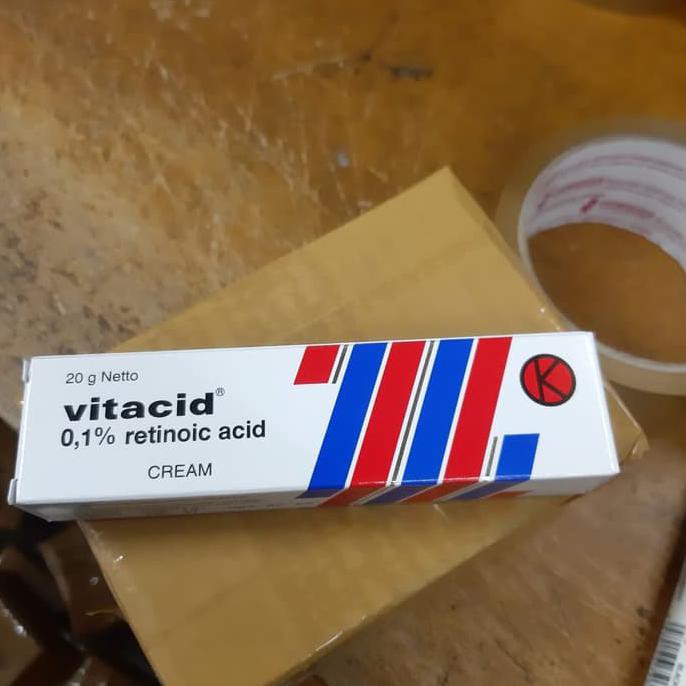 20 g Netto
vitacid®
0,1% retinoic acid
CREAM
K